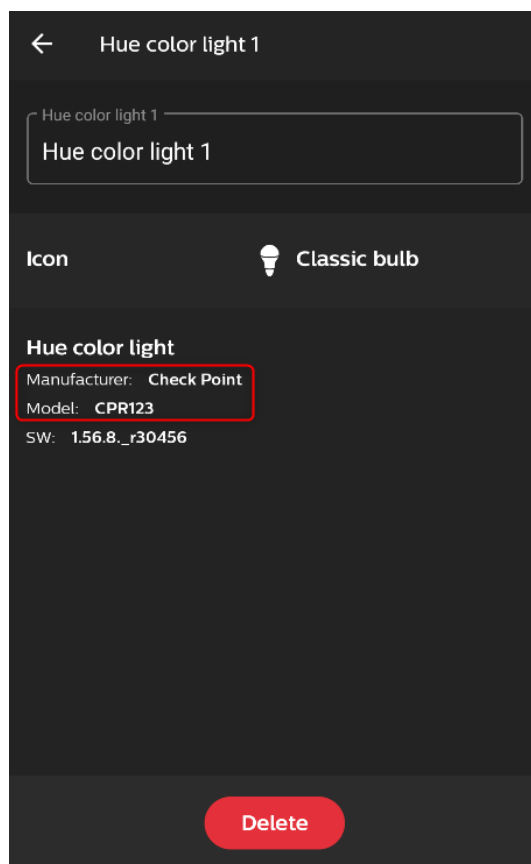 Hue color light 1
Hue color light 1
Hue color light 1
Icon Classic bulb
Hue color light
Manufacturer: Check Point
Model: CPR123
SW: 1.56.8._r30456
Delete